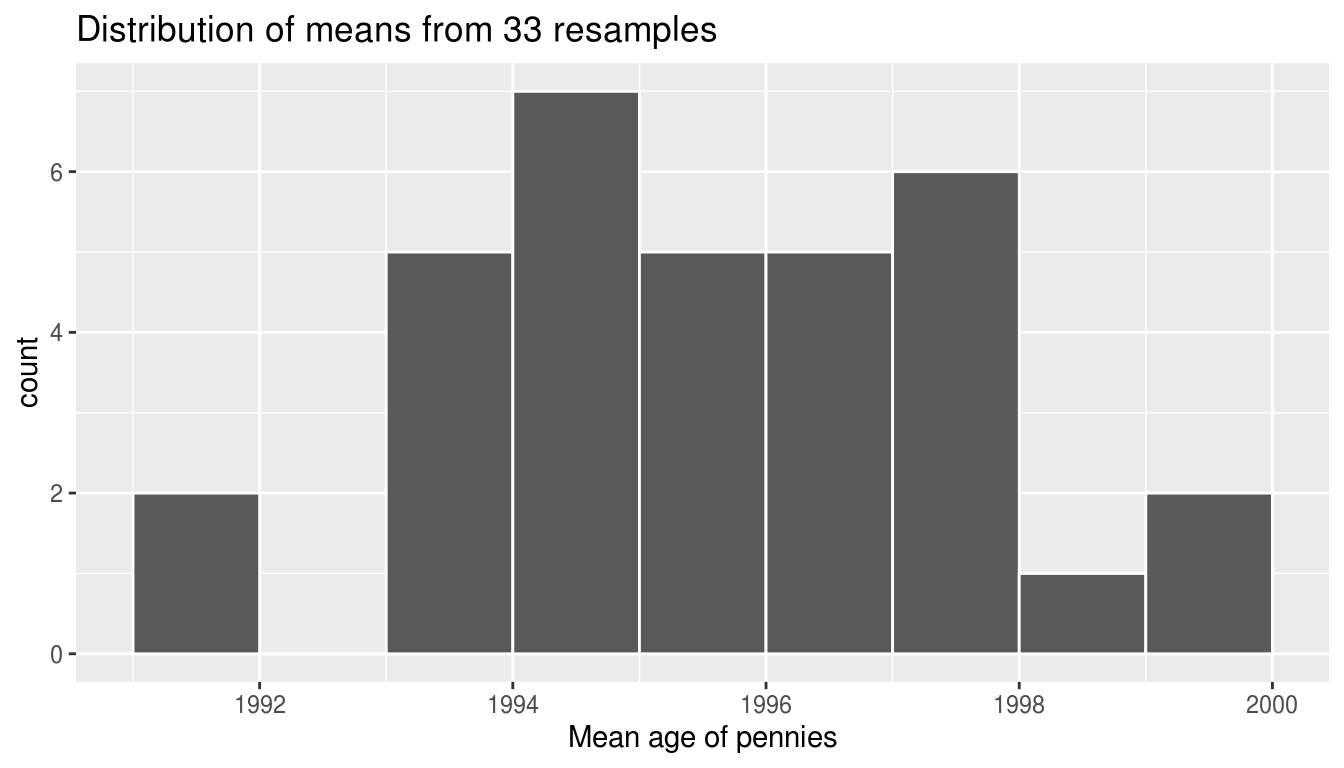 Distribution of means from 33 resamples
6
4
2
0
count
1992 1994 1996 1998 2000
Mean age of pennies